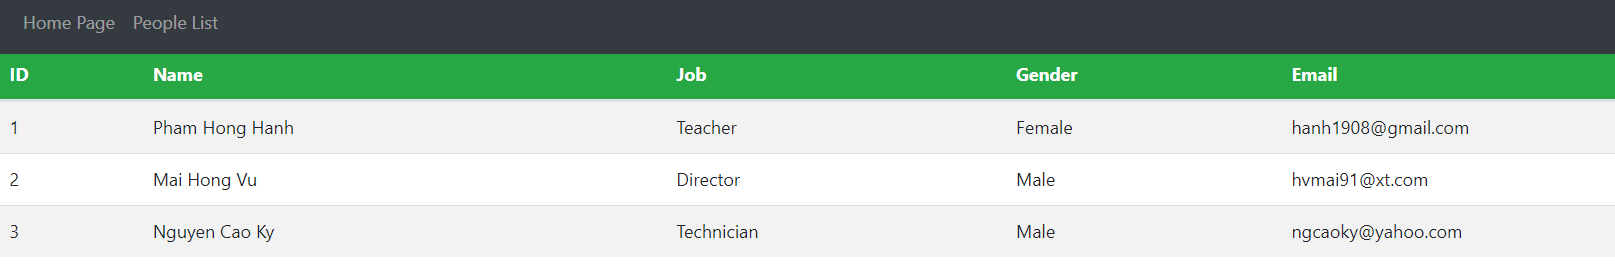 Home Page People List
ID Name Job Gender Email
1 Pham Hong Hanh Teacher Female hanh1908@gmail.com
2 Mai Hong Vu Director Male hvmai91@xt.com
3 Nguyen Cao Ky Technician Male ngcaoky@yahoo.com